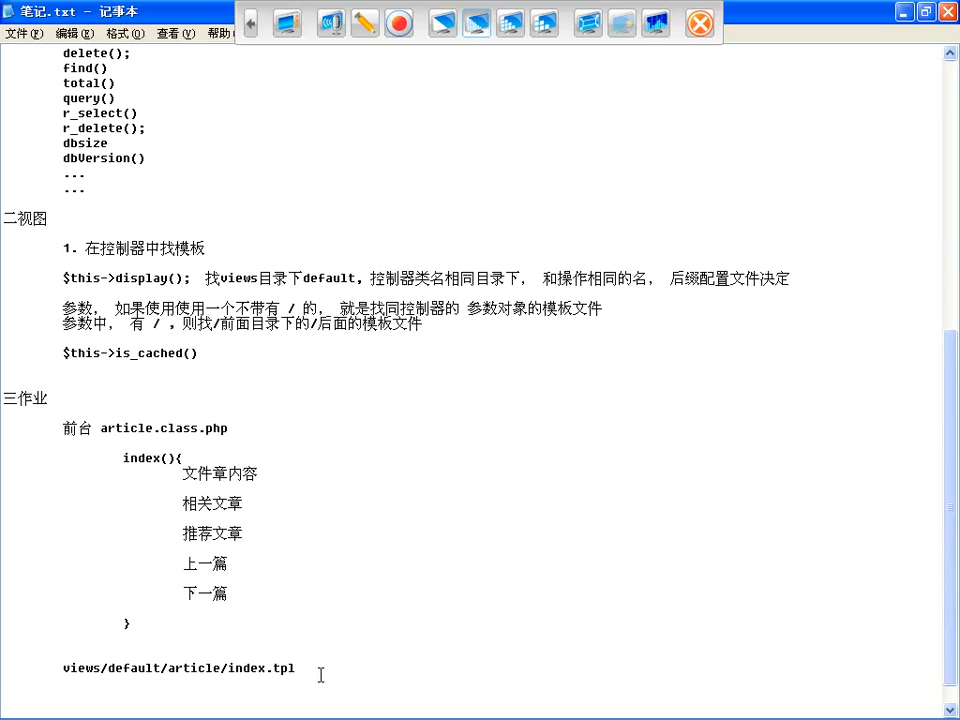 笔记.txt - 记事本
文件(F) 编辑(E) 格式(O) 查看(V) 帮助
delete();
find()
total()
query()
r_select()
r_delete();
dbsize
dbVersion()
...
...
二视图
1. 在控制器中找模板
$this->display(); 找views目录下default，控制器类名相同目录下， 和操作相同的名， 后缀配置文件决定
参数， 如果使用使用一个不带有 / 的， 就是找同控制器的 参数对象的模板文件
参数中， 有 / ，则找/前面目录下的/后面的模板文件
$this->is_cached()
三作业
前台 article.class.php
index(){
文件章内容
相关文章
推荐文章
上一篇
下一篇
}
views/default/article/index.tpl